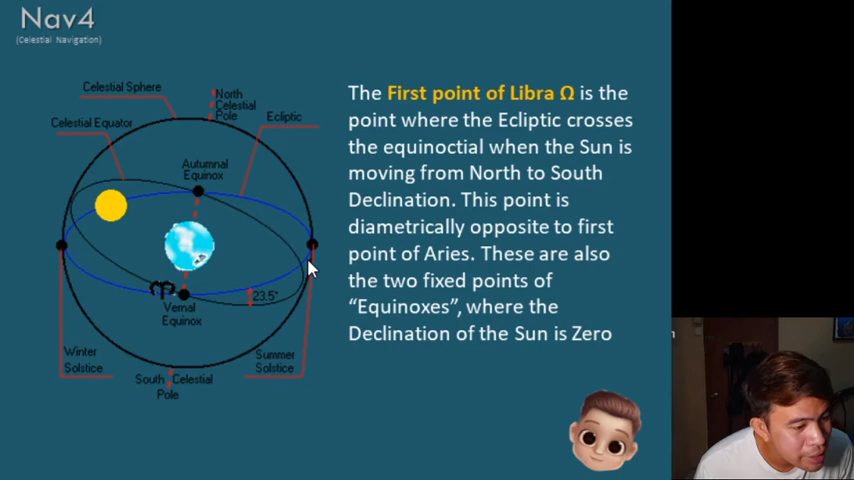 Nav4
(Celestial Navigation)
Celestial Sphere
North
Celestial
Pole
Ecliptic
Celestial Equator
Autumnal
Equinox
23.5°
Vernal
Equinox
Winter
Solstice
Summer
Solstice
South Celestial
Pole
The First point of Libra Ω is the
point where the Ecliptic crosses
the equinoctial when the Sun is
moving from North to South
Declination. This point is
diametrically opposite to first
point of Aries. These are also
the two fixed points of
“Equinoxes”, where the
Declination of the Sun is Zero